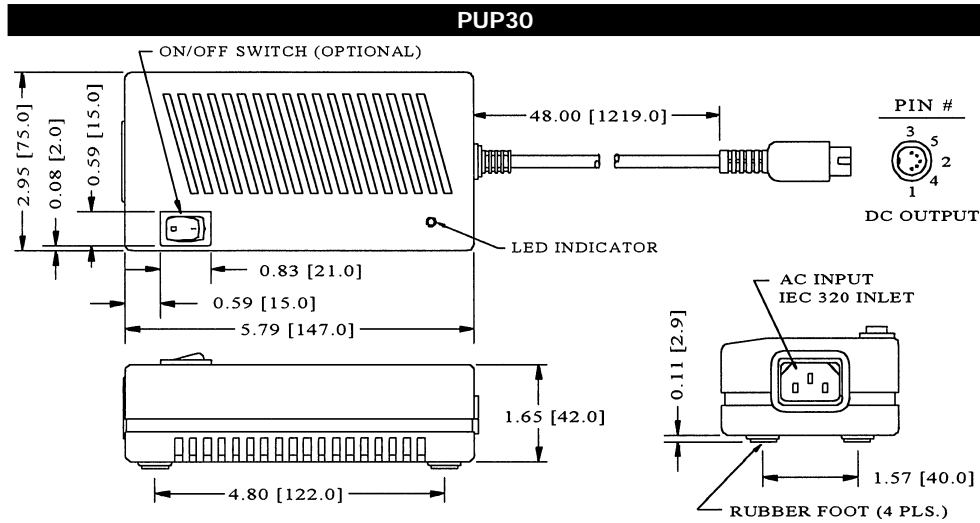 PUP30
ON/OFF SWITCH (OPTIONAL)
2.95 [75.0]
0.08 [2.0]
0.59 [15.0]
48.00 [1219.0]
PIN #
3
5
2
4
1
DC OUTPUT
LED INDICATOR
0.83 [21.0]
0.59 [15.0]
5.79 [147.0]
AC INPUT
IEC 320 INLET
0.11 [2.9]
1.65 [42.0]
4.80 [122.0]
1.57 [40.0]
RUBBER FOOT (4 PLS.)